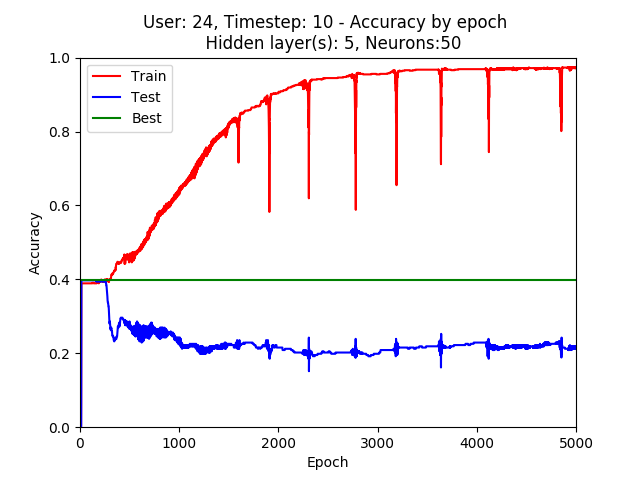 User: 24, Timestep: 10 - Accuracy by epoch
Hidden layer(s): 5, Neurons:50
1.0
0.8
0.6
0.4
0.2
0.0
Accuracy
Train
Test
Best
0 1000 2000 3000 4000 5000
Epoch